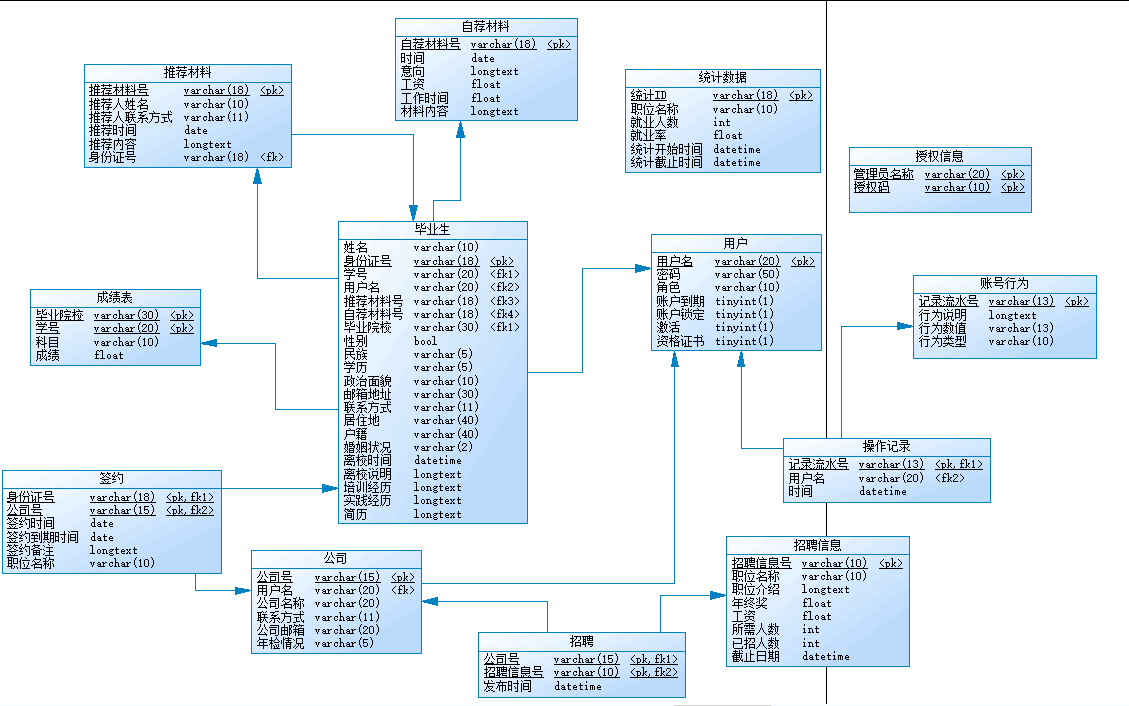 自荐材料
自荐材料号 varchar(18) <pk>
时间 date
意向 longtext
工资 float
工作时间 float
材料内容 longtext
推荐材料
推荐材料号 varchar(18) <pk>
推荐人姓名 varchar(10)
推荐人联系方式 varchar(11)
推荐时间 date
推荐内容 longtext
身份证号 varchar(18) <fk>
统计数据
统计ID varchar(18) <pk>
职位名称 varchar(10)
就业人数 int
就业率 float
统计开始时间 datetime
统计截止时间 datetime
授权信息
管理员名称 varchar(20) <pk>
授权码 varchar(10) <pk>
毕业生
姓名 varchar(10)
身份证号 varchar(18) <pk>
学号 varchar(20) <fk1>
用户名 varchar(20) <fk2>
推荐材料号 varchar(18) <fk3>
自荐材料号 varchar(18) <fk4>
毕业院校 varchar(30) <fk1>
性别 bool
民族 varchar(5)
学历 varchar(5)
政治面貌 varchar(10)
邮箱地址 varchar(30)
联系方式 varchar(11)
居住地 varchar(40)
户籍 varchar(40)
婚姻状况 varchar(2)
离校时间 datetime
离校说明 longtext
培训经历 longtext
实践经历 longtext
简历 longtext
用户
用户名 varchar(20) <pk>
密码 varchar(50)
角色 varchar(10)
账户到期 tinyint(1)
账户锁定 tinyint(1)
激活 tinyint(1)
资格证书 tinyint(1)
账号行为
记录流水号 varchar(13) <pk>
行为说明 longtext
行为数值 varchar(13)
行为类型 varchar(10)
成绩表
毕业院校 varchar(30) <pk>
学号 varchar(20) <pk>
科目 varchar(10)
成绩 float
操作记录
记录流水号 varchar(13) <pk,fk1>
用户名 varchar(20) <fk2>
时间 datetime
签约
身份证号 varchar(18) <pk,fk1>
公司号 varchar(15) <pk,fk2>
签约时间 date
签约到期时间 date
签约备注 longtext
职位名称 varchar(10)
公司
公司号 varchar(15) <pk>
用户名 varchar(20) <fk>
公司名称 varchar(20)
联系方式 varchar(11)
公司邮箱 varchar(20)
年检情况 varchar(5)
招聘信息
招聘信息号 varchar(10) <pk>
职位名称 varchar(10)
职位介绍 longtext
年终奖 float
工资 float
所需人数 int
已招人数 int
截止日期 datetime
招聘
公司号 varchar(15) <pk,fk1>
招聘信息号 varchar(10) <pk,fk2>
发布时间 datetime